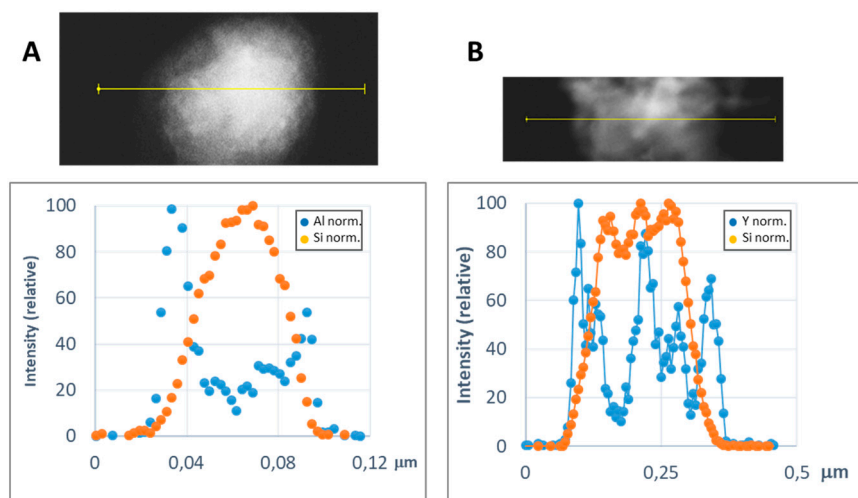 A
B
Intensity (relative)
100
80
60
40
20
0
Al norm.
Si norm.
0
0,04
0,08
0,12
μm
Intensity (relative)
100
80
60
40
20
0
Y norm.
Si norm.
0
0,25
0,5
μm